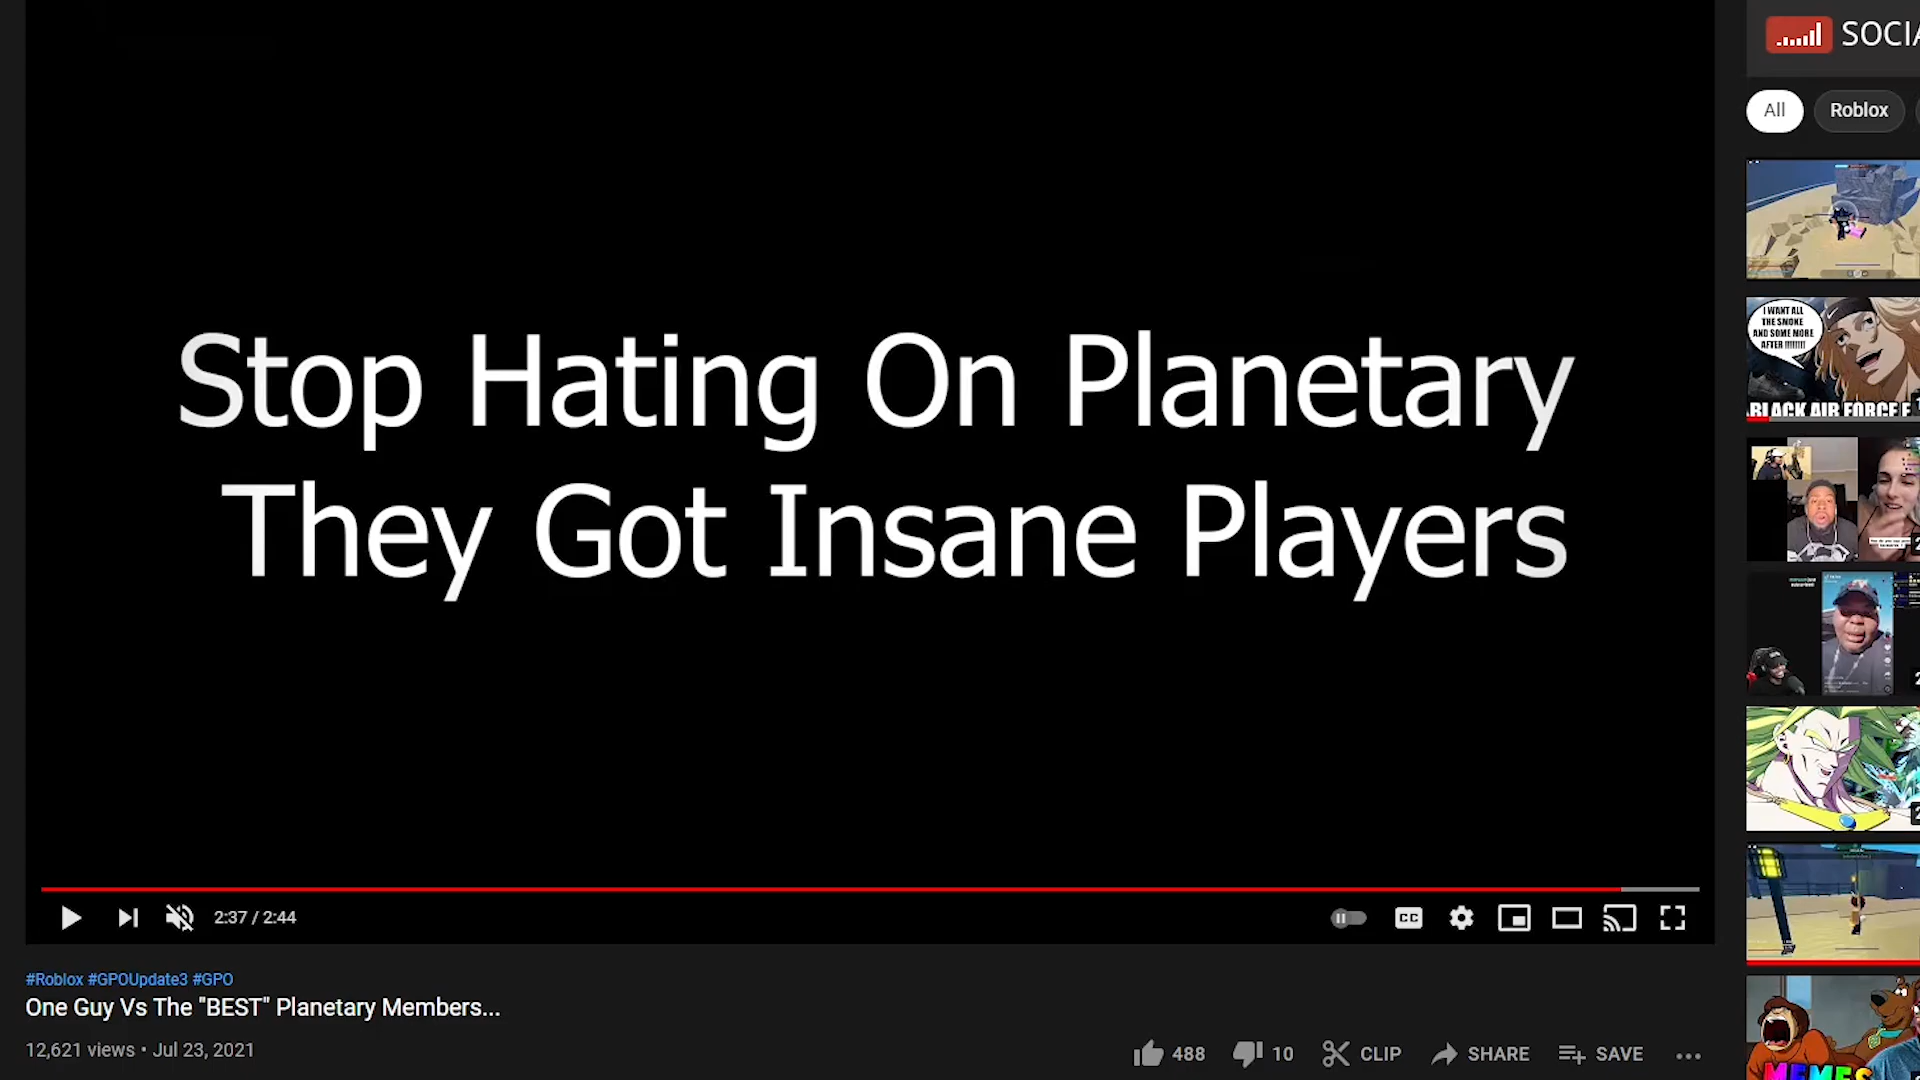 Stop Hating On Planetary
They Got Insane Players
2:37 / 2:44
CC
#Roblox #GPOUpdate3 #GPO
One Guy Vs The "BEST" Planetary Members...
12,621 views • Jul 23, 2021
488
10
CLIP
SHARE
SAVE
All
Roblox
I WANT ALL
THE SMOKE
AND SOME MORE
AFTER !!!!!!!!
BLACK AIR FORCE
MEMES